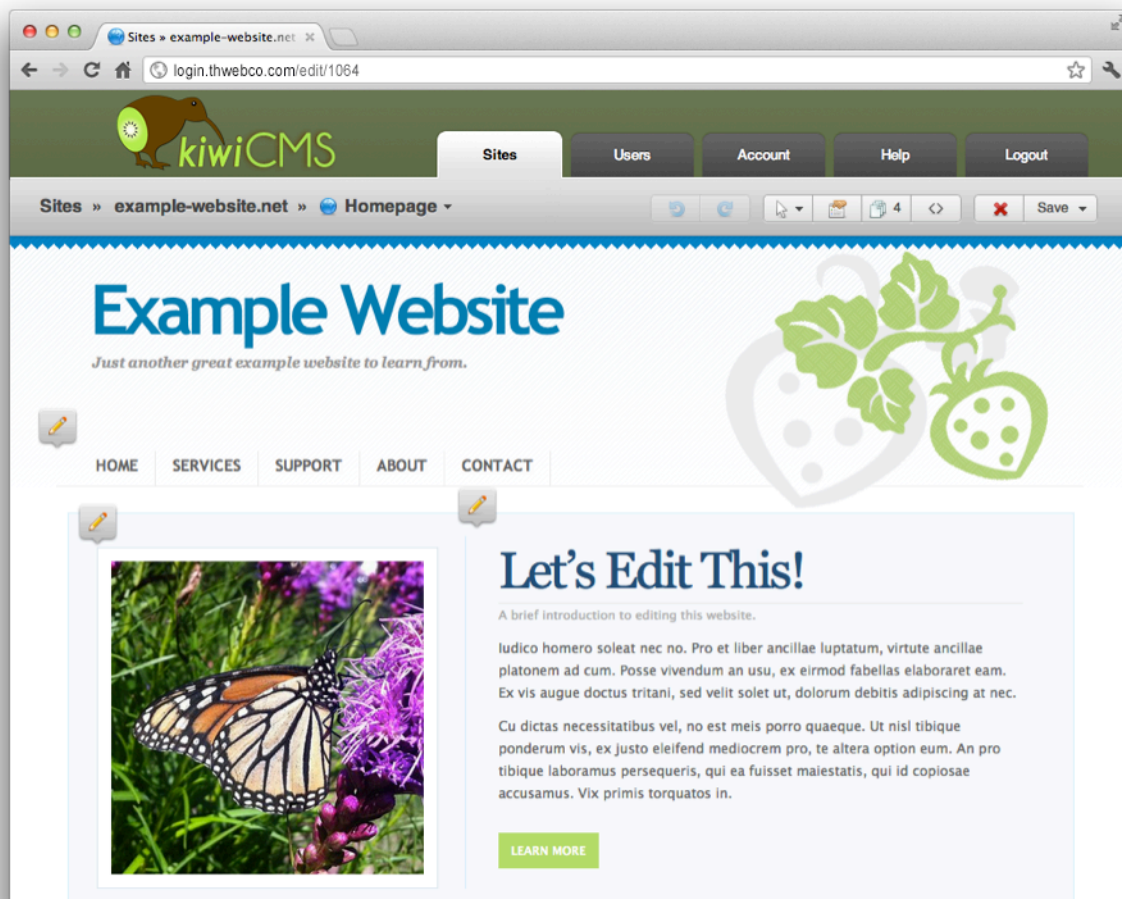 Sites » example-website.net
login.thwebco.com/edit/1064
kiwiCMS
Sites
Users
Account
Help
Logout
Sites » example-website.net » Homepage
4
Save
Example Website
Just another great example website to learn from.
HOME
SERVICES
SUPPORT
ABOUT
CONTACT
Let's Edit This!
A brief introduction to editing this website.
Iudico homero soleat nec no. Pro et liber ancillae luptatum, virtute ancillae
platonem ad cum. Posse vivendum an usu, ex eirmod fabellas elaboraret eam.
Ex vis augue doctus tritani, sed velit solet ut, dolorum debitis adipiscing at nec.
Cu dictas necessitatibus vel, no est meis porro quaeque. Ut nisl tibique
ponderum vis, ex justo eleifend mediocrem pro, te altera option eum. An pro
tibique laboramus persequeris, qui ea fuisset maiestatis, qui id copiosae
accusamus. Vix primis torquatos in.
LEARN MORE